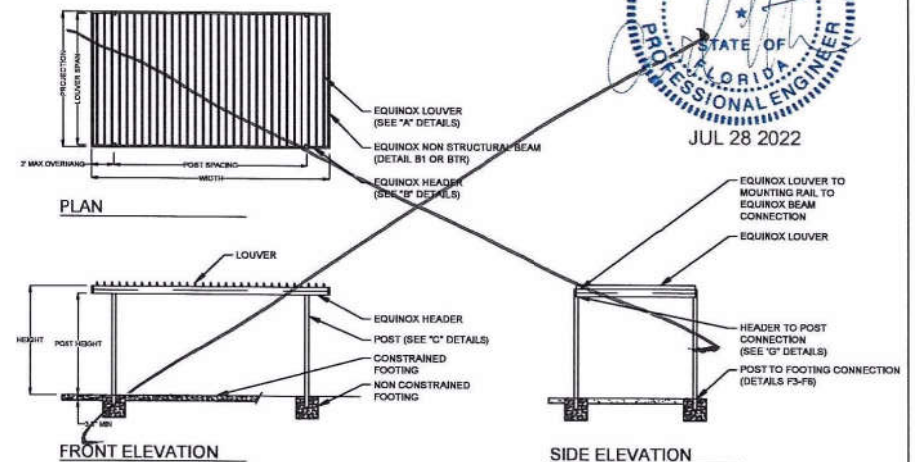 PROJECTION
LOUVER SPAN
2' MAX OVERHANG
POST SPACING
WIDTH
EQUINOX LOUVER
(SEE "A" DETAILS)
EQUINOX NON STRUCTURAL BEAM
(DETAIL B1 OR BTR)
EQUINOX HEADER
(SEE "B" DETAILS)
PLAN
STATE OF
FLORIDA
PROFESSIONAL ENGINEER
JUL 28 2022
LOUVER
HEIGHT
POST HEIGHT
EQUINOX HEADER
POST (SEE "C" DETAILS)
CONSTRAINED
FOOTING
NON CONSTRAINED
FOOTING
MIN
FRONT ELEVATION
EQUINOX LOUVER TO
MOUNTING RAIL TO
EQUINOX BEAM
CONNECTION
EQUINOX LOUVER
HEADER TO POST
CONNECTION
(SEE 'G' DETAILS)
POST TO FOOTING CONNECTION
(DETAILS F3-F6)
SIDE ELEVATION